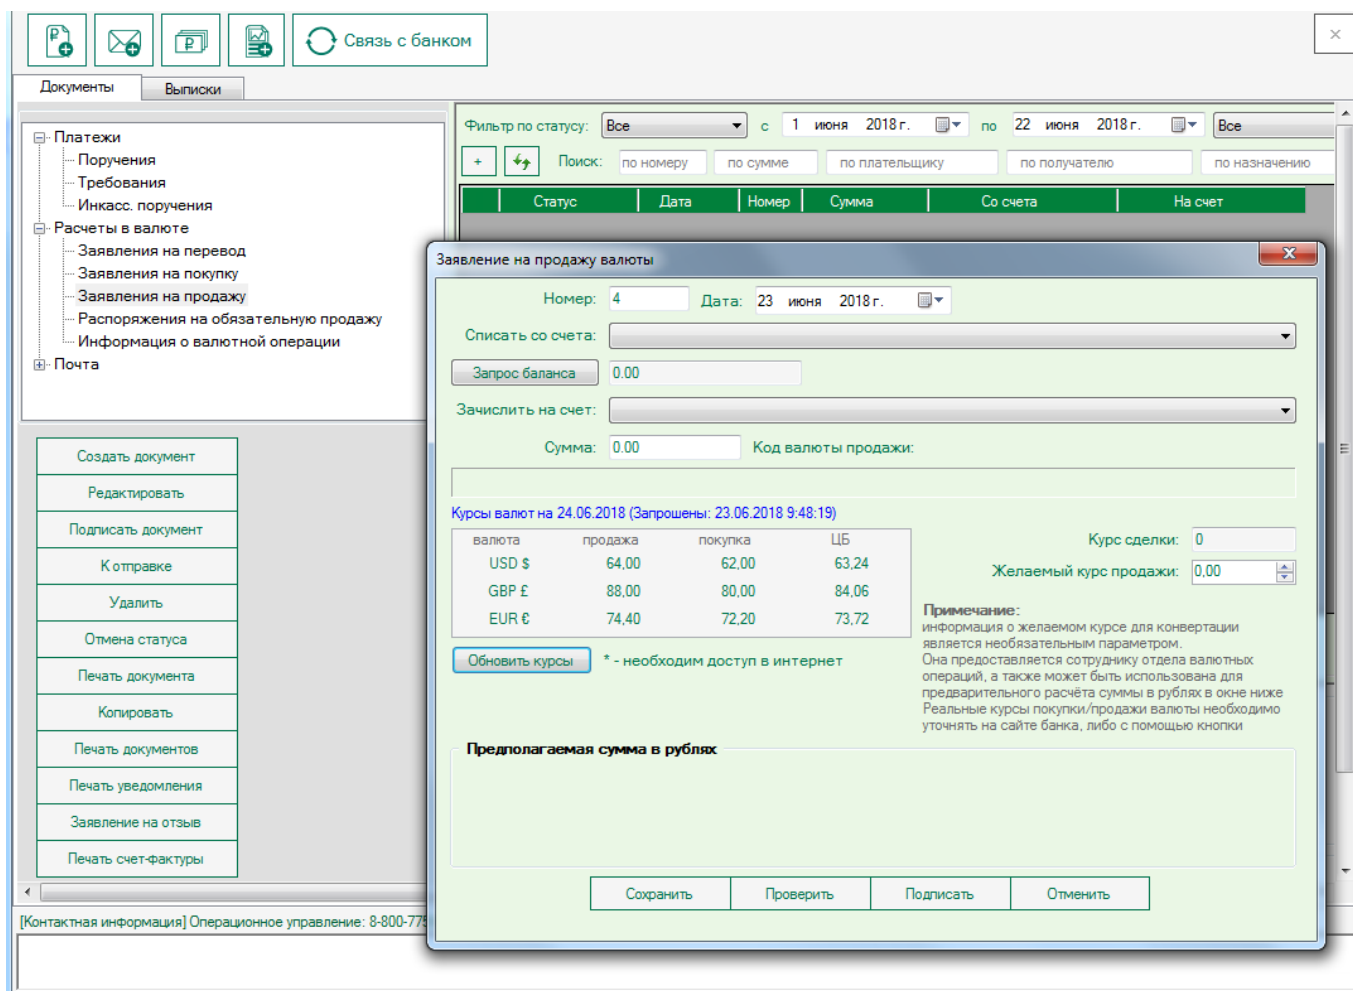 Связь с банком
Документы Выписки
Платежи
Поручения
Требования
Инкасс. поручения
Расчеты в валюте
Заявления на перевод
Заявления на покупку
Заявления на продажу
Распоряжения на обязательную продажу
Информация о валютной операции
Почта
Фильтр по статусу: Все с 1 июня 2018 г. по 22 июня 2018 г. Все
+ Поиск: по номеру по сумме по плательщику по получателю по назначению
Статус Дата Номер Сумма Со счета На счет
Создать документ
Редактировать
Подписать документ
К отправке
Удалить
Отмена статуса
Печать документа
Копировать
Печать документов
Печать уведомления
Заявление на отзыв
Печать счет-фактуры
[Контактная информация] Операционное управление: 8-800-775
Заявление на продажу валюты
Номер: 4 Дата: 23 июня 2018 г.
Списать со счета:
Запрос баланса 0.00
Зачислить на счет:
Сумма: 0.00 Код валюты продажи:
Курсы валют на 24.06.2018 (Запрошены: 23.06.2018 9:48:19)
валюта продажа покупка ЦБ
USD $ 64,00 62,00 63,24
GBP £ 88,00 80,00 84,06
EUR € 74,40 72,20 73,72
Обновить курсы * - необходим доступ в интернет
Курс сделки: 0
Желаемый курс продажи: 0,00
Примечание:
информация о желаемом курсе для конвертации
является необязательным параметром.
Она предоставляется сотруднику отдела валютных
операций, а также может быть использована для
предварительного расчёта суммы в рублях в окне ниже
Реальные курсы покупки/продажи валюты необходимо
уточнять на сайте банка, либо с помощью кнопки
Предполагаемая сумма в рублях
Сохранить Проверить Подписать Отменить